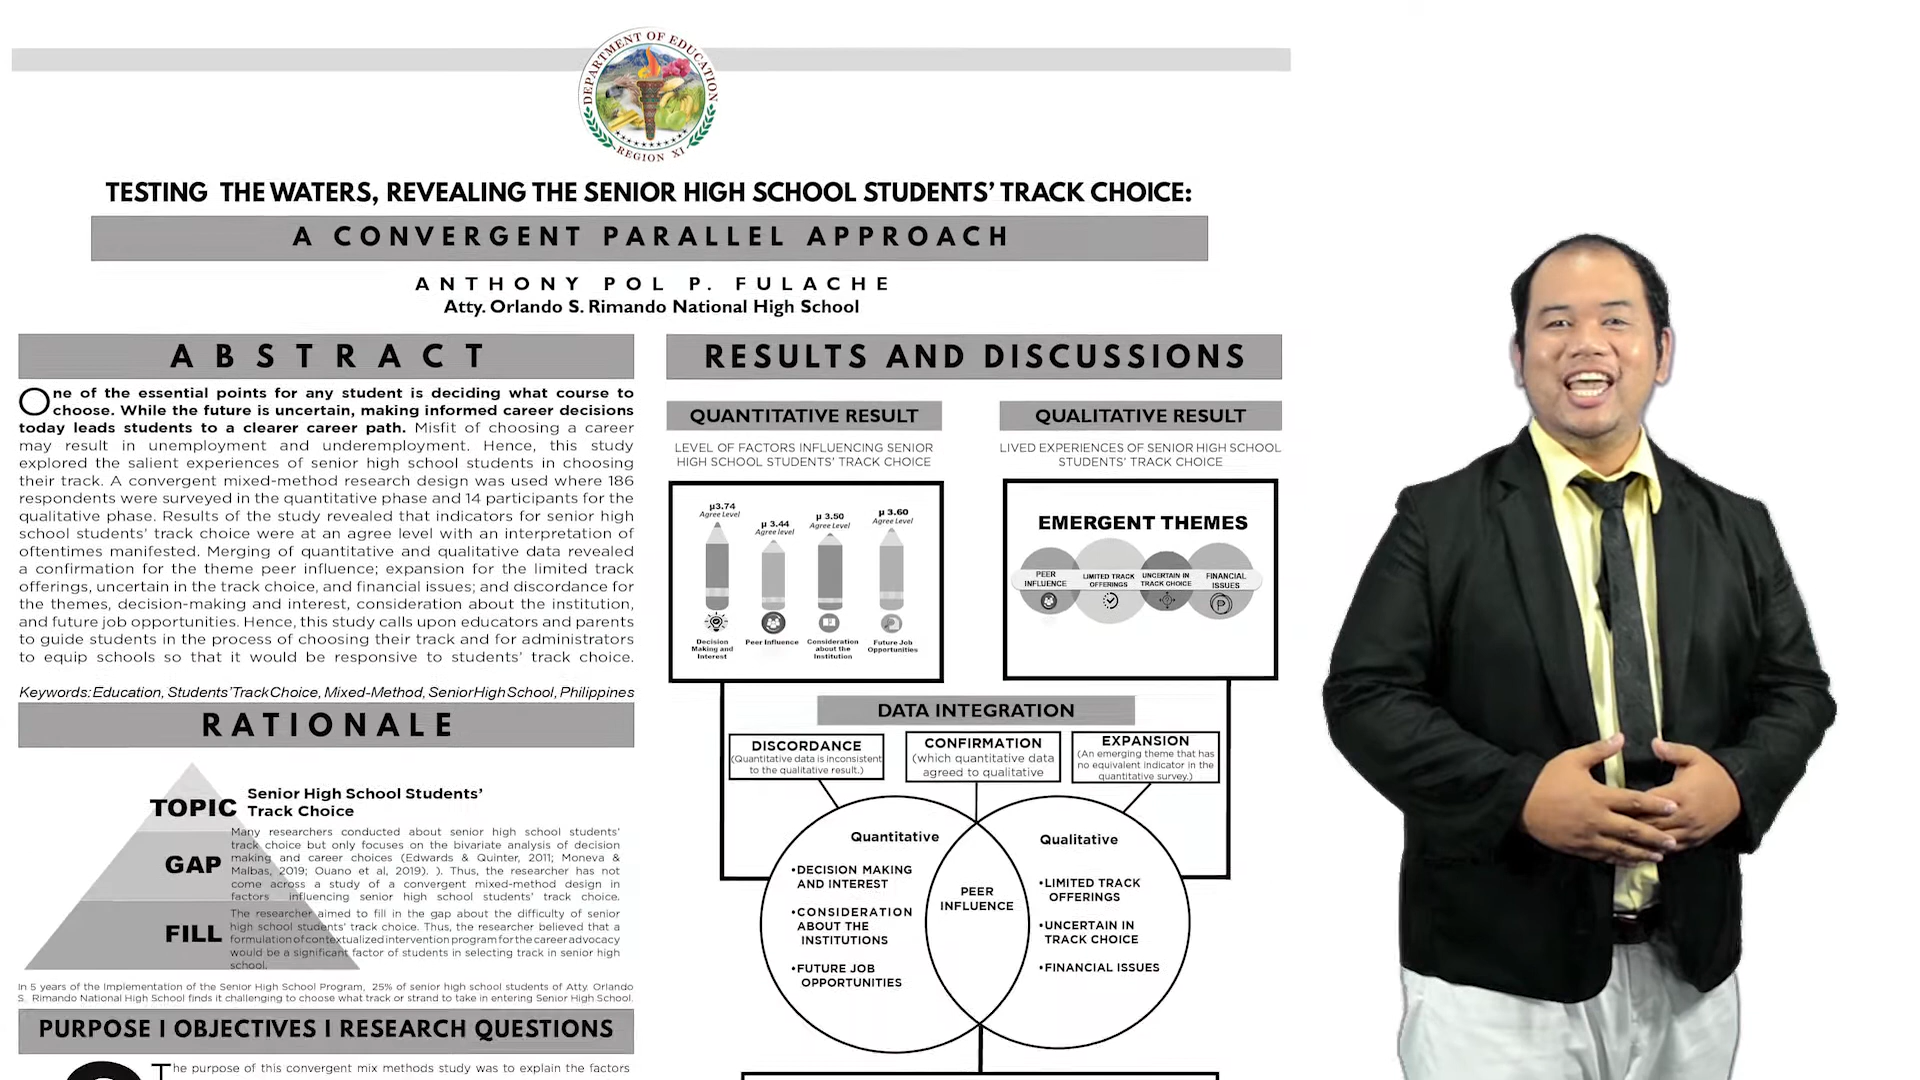 DEPARTMENT OF EDUCATION
REGION XI
TESTING THE WATERS, REVEALING THE SENIOR HIGH SCHOOL STUDENTS' TRACK CHOICE:
A CONVERGENT PARALLEL APPROACH
ANTHONY POL P. FULACHE
Atty. Orlando S. Rimando National High School
ABSTRACT
One of the essential points for any student is deciding what course to
choose. While the future is uncertain, making informed career decisions
today leads students to a clearer career path. Misfit of choosing a career
may result in unemployment and underemployment. Hence, this study
explored the salient experiences of senior high school students in choosing
their track. A convergent mixed-method research design was used where 186
respondents were surveyed in the quantitative phase and 14 participants for the
qualitative phase. Results of the study revealed that indicators for senior high
school students' track choice were at an agree level with an interpretation of
oftentimes manifested. Merging of quantitative and qualitative data revealed
a confirmation for the theme peer influence; expansion for the limited track
offerings, uncertain in the track choice, and financial issues; and discordance for
the themes, decision-making and interest, consideration about the institution,
and future job opportunities. Hence, this study calls upon educators and parents
to guide students in the process of choosing their track and for administrators
to equip schools so that it would be responsive to students' track choice.
Keywords: Education, Students' Track Choice, Mixed-Method, Senior High School, Philippines
RATIONALE
TOPIC
Senior High School Students'
Track Choice
GAP
Many researchers conducted about senior high school students'
track choice but only focuses on the bivariate analysis of decision
making and career choices (Edwards & Quinter, 2011; Moneva &
Malbas, 2019; Ouano et al, 2019). ). Thus, the researcher has not
come across a study of a convergent mixed-method design in
factors influencing senior high school students' track choice.
FILL
The researcher aimed to fill in the gap about the difficulty of senior
high school students' track choice. Thus, the researcher believed that a
formulation of contextualized intervention program for the career advocacy
would be a significant factor of students in selecting track in senior high
school.
In 5 years of the Implementation of the Senior High School Program, 25% of senior high school students of Atty. Orlando
S. Rimando National High School finds it challenging to choose what track or strand to take in entering Senior High School.
PURPOSE I OBJECTIVES I RESEARCH QUESTIONS
The purpose of this convergent mix methods study was to explain the factors
RESULTS AND DISCUSSIONS
QUANTITATIVE RESULT
LEVEL OF FACTORS INFLUENCING SENIOR
HIGH SCHOOL STUDENTS' TRACK CHOICE
µ3.74
Agree Level
µ 3.44
Agree level
µ 3.50
Agree Level
µ 3.60
Agree Level
Decision
Making and
Interest
Peer Influence
Consideration
about the
Institution
Future Job
Opportunities
QUALITATIVE RESULT
LIVED EXPERIENCES OF SENIOR HIGH SCHOOL
STUDENTS' TRACK CHOICE
EMERGENT THEMES
PEER
INFLUENCE
LIMITED TRACK
OFFERINGS
UNCERTAIN IN
TRACK CHOICE
FINANCIAL
ISSUES
P
DATA INTEGRATION
DISCORDANCE
(Quantitative data is inconsistent
to the qualitative result.)
CONFIRMATION
(which quantitative data
agreed to qualitative
EXPANSION
(An emerging theme that has
no equivalent indicator in the
quantitative survey.)
Quantitative
•DECISION MAKING
AND INTEREST
•CONSIDERATION
ABOUT THE
INSTITUTIONS
•FUTURE JOB
OPPORTUNITIES
PEER
INFLUENCE
Qualitative
•LIMITED TRACK
OFFERINGS
•UNCERTAIN IN
TRACK CHOICE
•FINANCIAL ISSUES